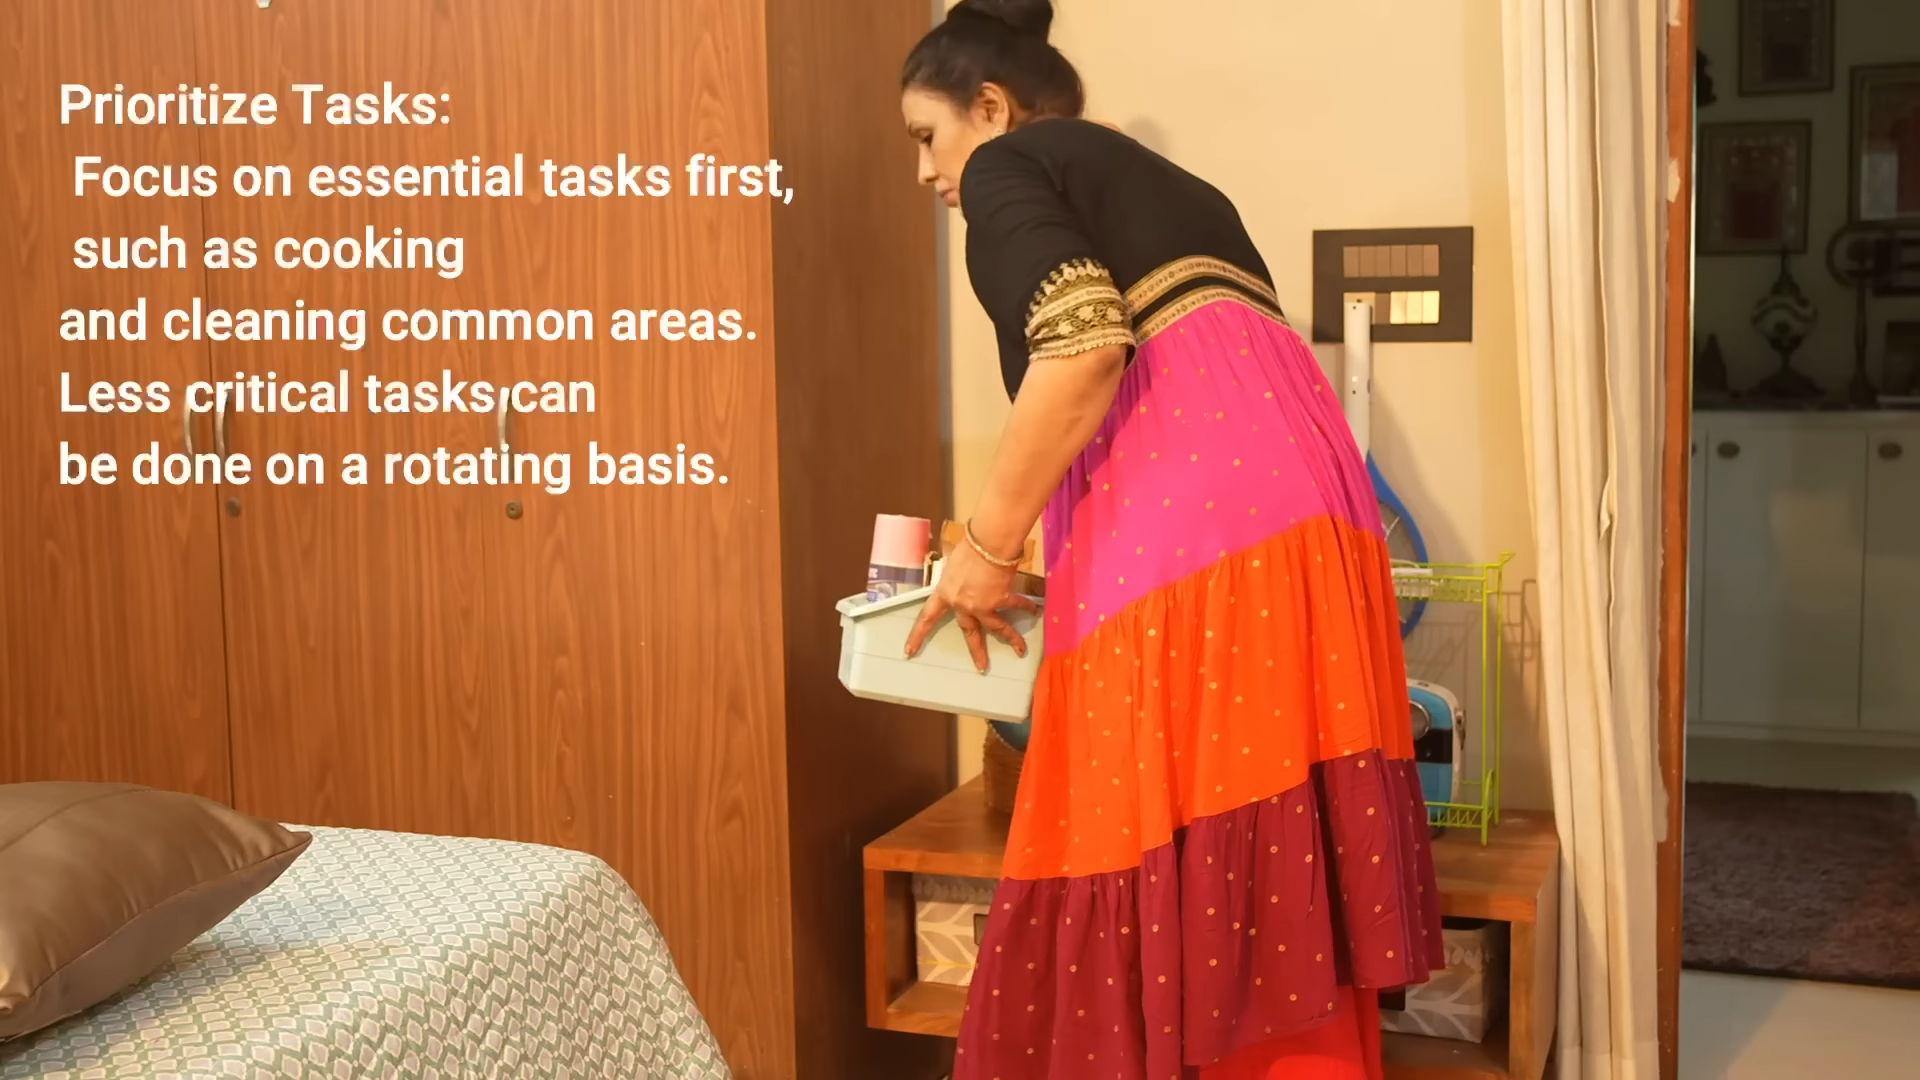 Prioritize Tasks:
Focus on essential tasks first,
such as cooking
and cleaning common areas.
Less critical tasks can
be done on a rotating basis.